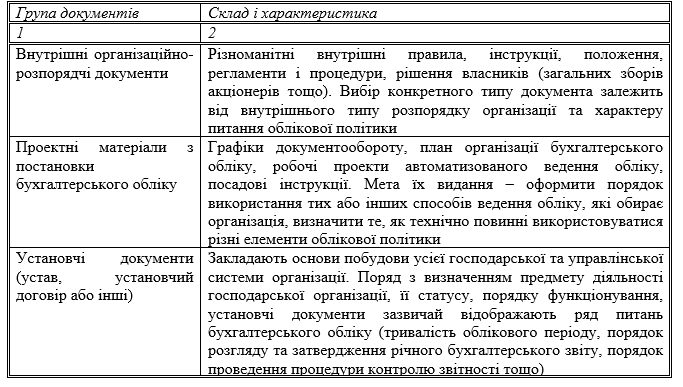 Група документів
Склад і характеристика
1
2
Внутрішні організаційно-
розпорядчі документи
Різноманітні внутрішні правила, інструкції, положення,
регламенти і процедури, рішення власників (загальних зборів
акціонерів тощо). Вибір конкретного типу документа залежить
від внутрішнього типу розпорядку організації та характеру
питання облікової політики
Проектні матеріали з
постановки
бухгалтерського обліку
Графіки документообороту, план організації бухгалтерського
обліку, робочі проекти автоматизованого ведення обліку,
посадові інструкції. Мета їх видання – оформити порядок
використання тих або інших способів ведення обліку, які обирає
організація, визначити те, як технічно повинні використовуватися
різні елементи облікової політики
Установчі документи
(устав, установчий
договір або інші)
Закладають основи побудови усієї господарської та управлінської
системи організації. Поряд з визначенням предмету діяльності
господарської організації, її статусу, порядку функціонування,
установчі документи зазвичай відображають ряд питань
бухгалтерського обліку (тривалість облікового періоду, порядок
розгляду та затвердження річного бухгалтерського звіту, порядок
проведення процедури контролю звітності тощо)